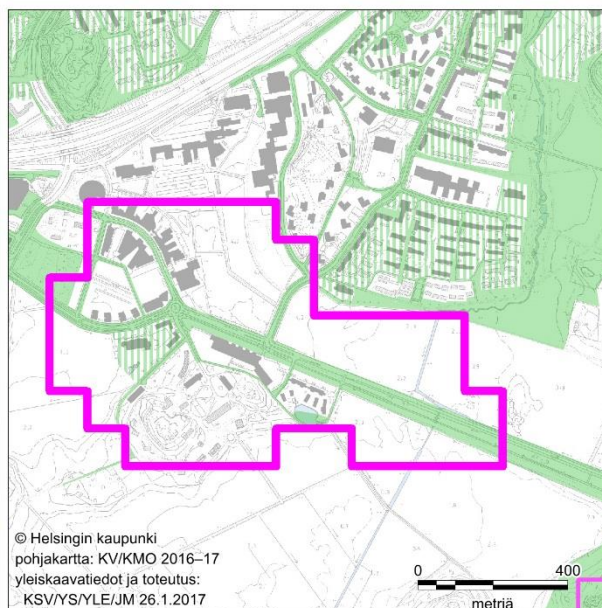 © Helsingin kaupunki
pohjakartta: KV/KMO 2016–17
yleiskaavatiedot ja toteutus:
KSV/YS/YLE/JM 26.1.2017
0 400
metriä